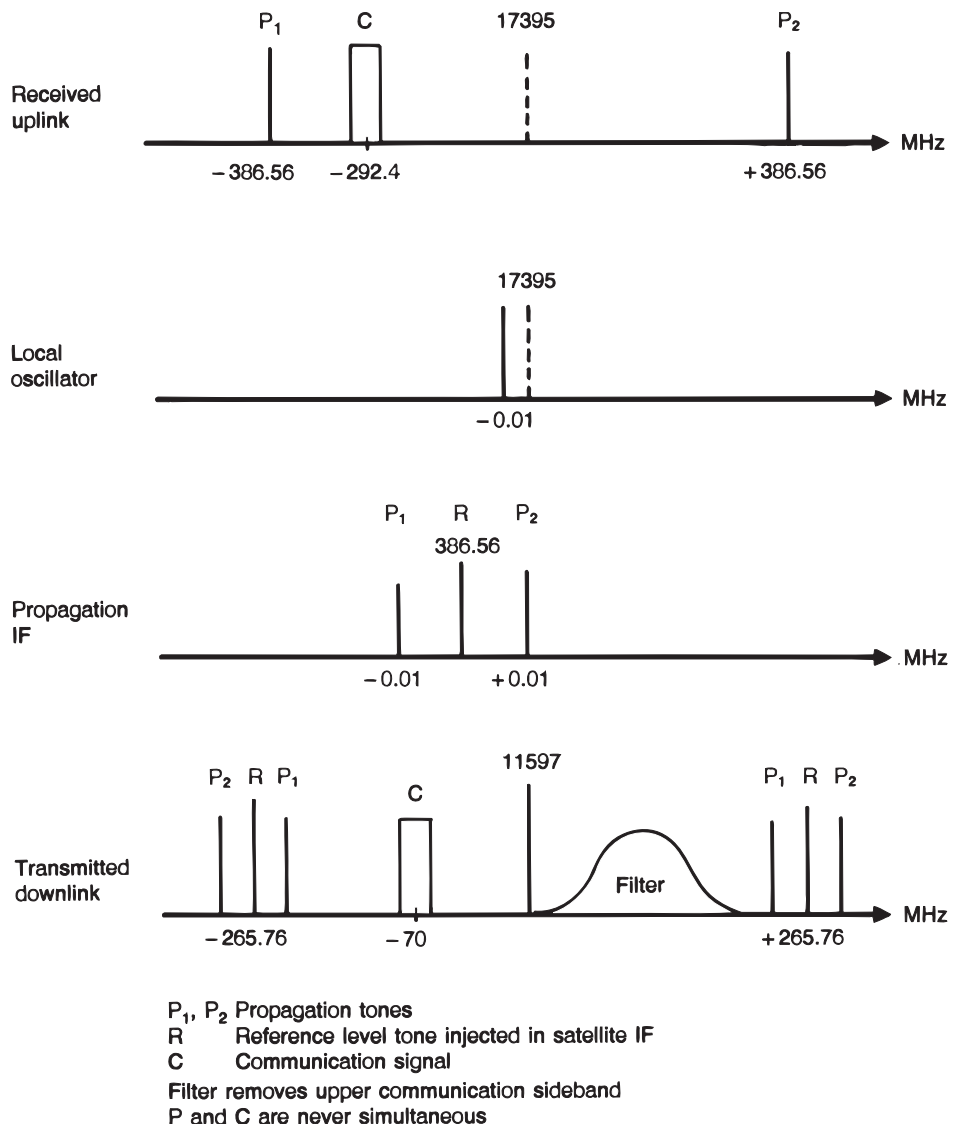 P₁ C 17395 P₂
Received
uplink
MHz
−386.56 −292.4 +386.56
17395
Local
oscillator
MHz
−0.01
P₁ R P₂
386.56
Propagation
IF
MHz
−0.01 +0.01
11597
P₂ R P₁ C P₁ R P₂
Transmitted
downlink
Filter
MHz
−265.76 −70 +265.76
P₁, P₂ Propagation tones
R Reference level tone injected in satellite IF
C Communication signal
Filter removes upper communication sideband
P and C are never simultaneous